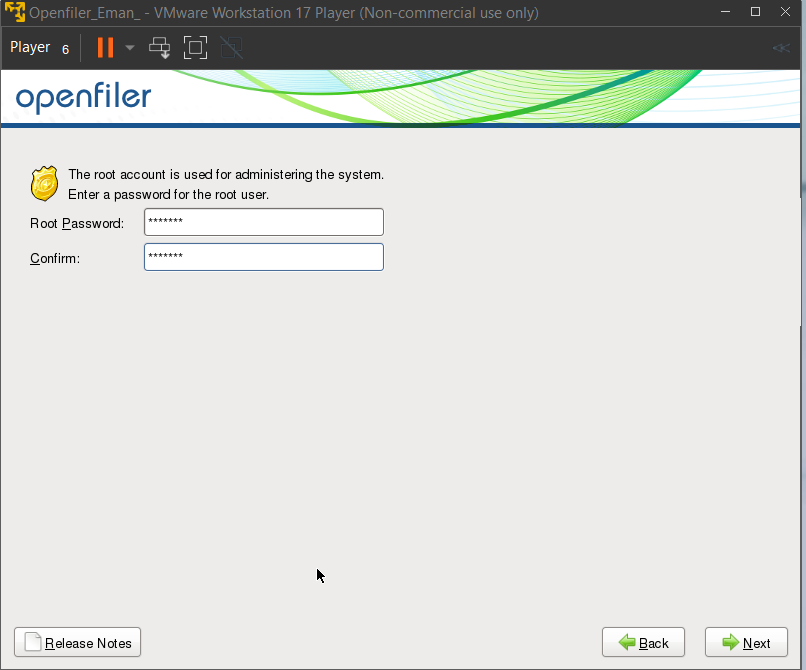 Openfiler_Eman_ - VMware Workstation 17 Player (Non-commercial use only)
Player 6
openfiler
The root account is used for administering the system.
Enter a password for the root user.
Root Password: *******
Confirm: *******
Release Notes Back Next